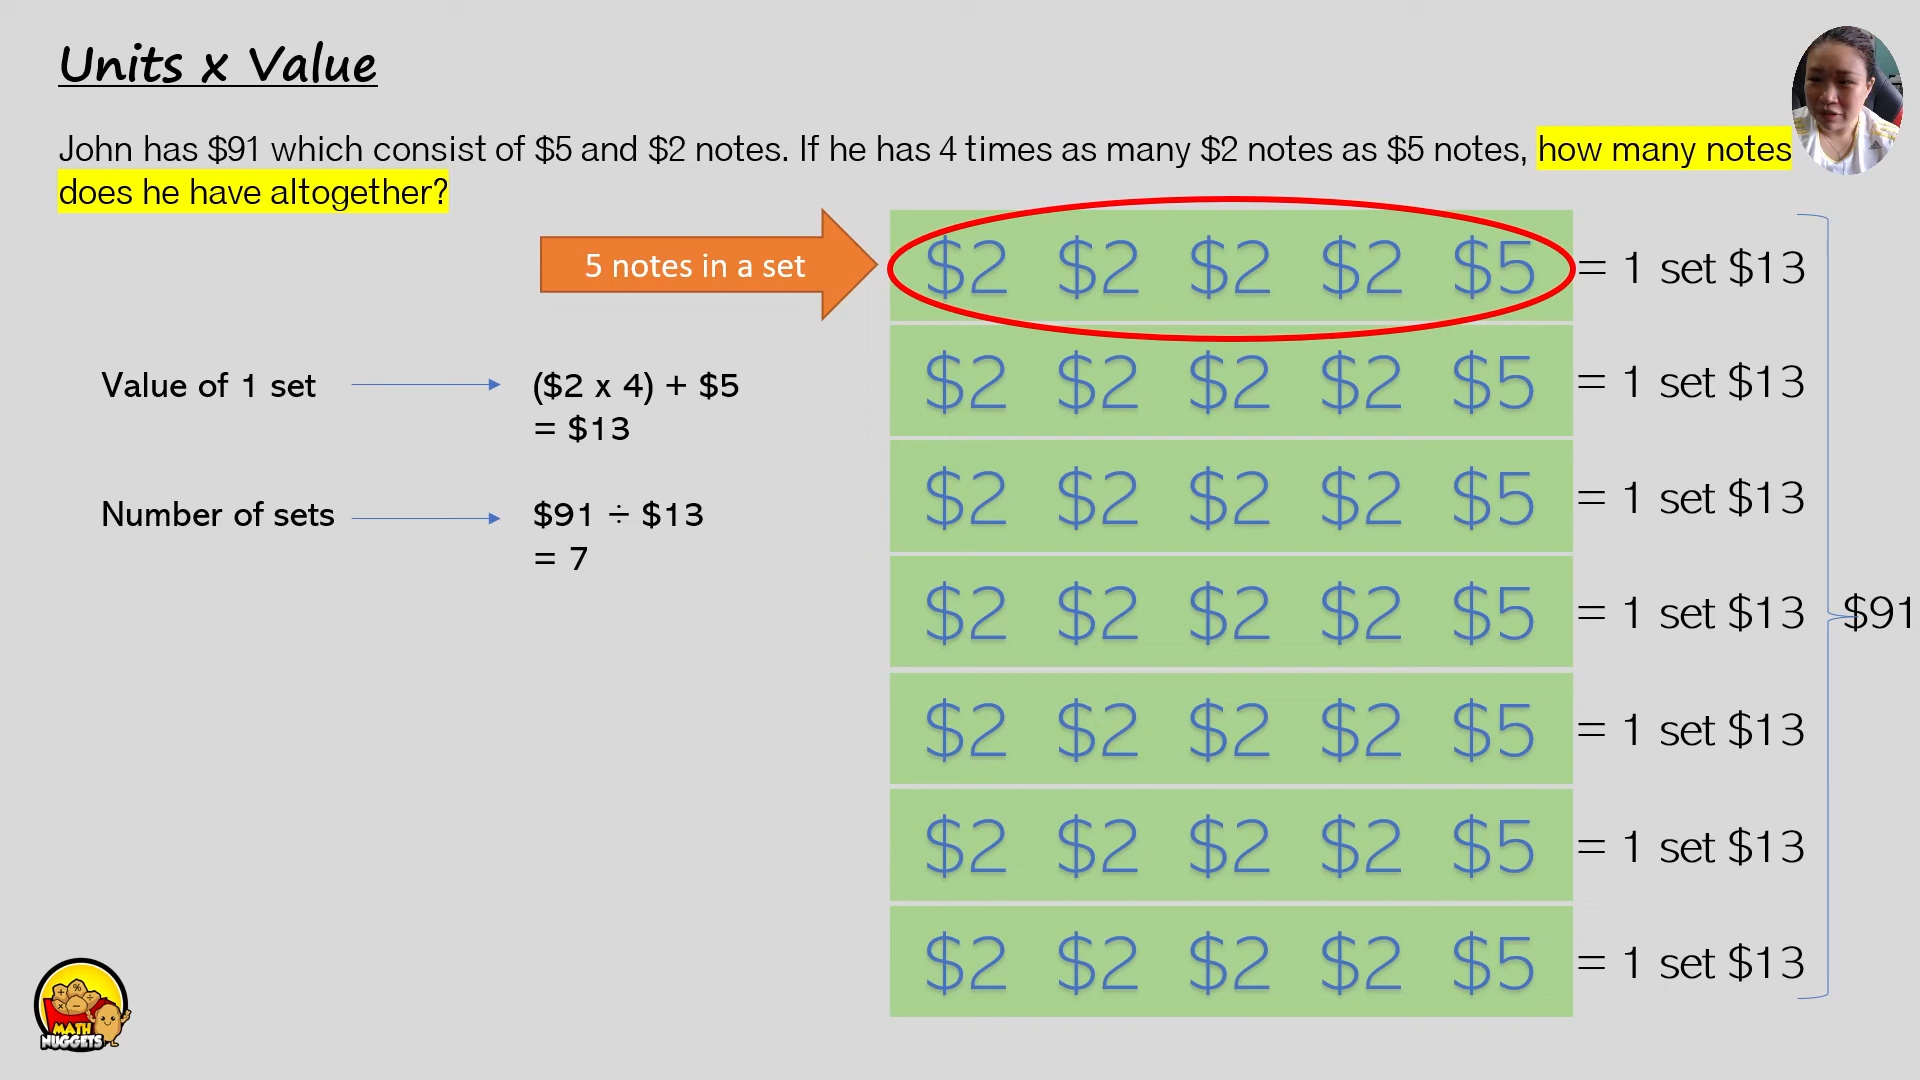 Units x Value
John has $91 which consist of $5 and $2 notes. If he has 4 times as many $2 notes as $5 notes, how many notes
does he have altogether?
5 notes in a set
$2 $2 $2 $2 $5 = 1 set $13
$2 $2 $2 $2 $5 = 1 set $13
Value of 1 set ($2 x 4) + $5
= $13
$2 $2 $2 $2 $5 = 1 set $13
Number of sets $91 ÷ $13
= 7
$2 $2 $2 $2 $5 = 1 set $13 $91
$2 $2 $2 $2 $5 = 1 set $13
$2 $2 $2 $2 $5 = 1 set $13
$2 $2 $2 $2 $5 = 1 set $13
MATH
NUGGETS